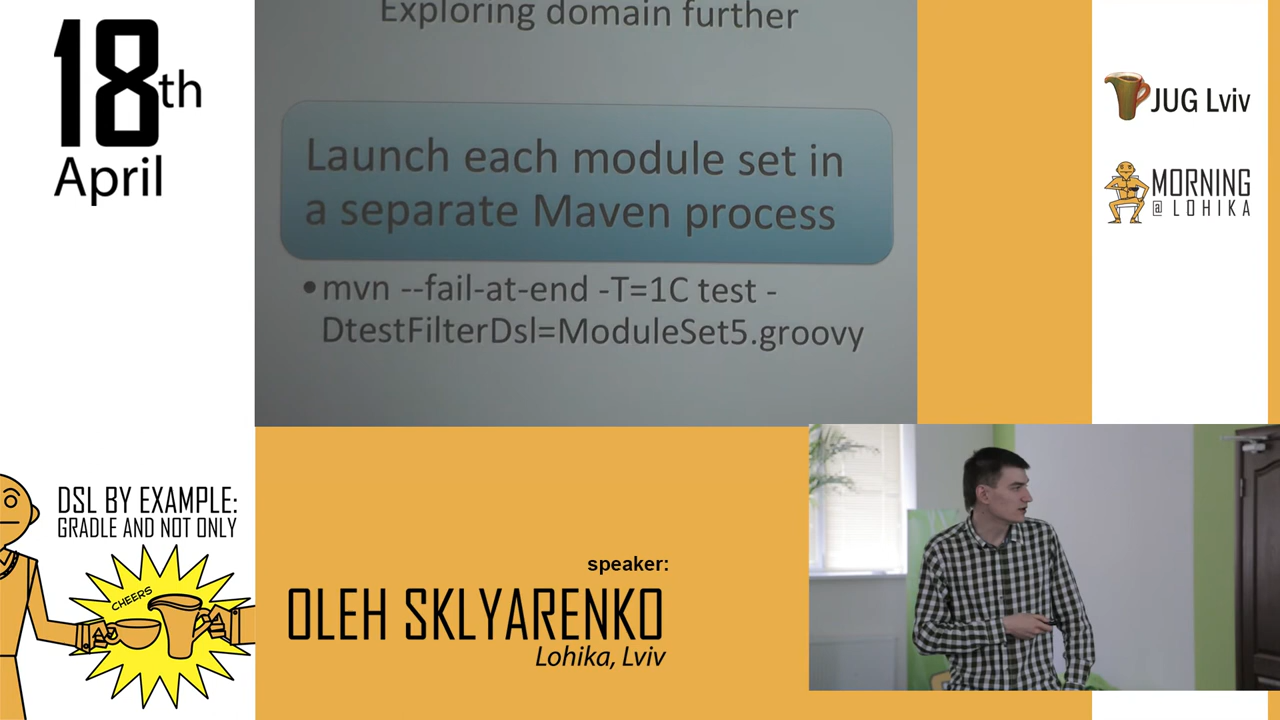 18th
April
Exploring domain further
Launch each module set in
a separate Maven process
•mvn --fail-at-end -T=1C test -
DtestFilterDsl=ModuleSet5.groovy
JUG Lviv
MORNING
@ LOHIKA
DSL BY EXAMPLE:
GRADLE AND NOT ONLY
CHEERS
speaker:
OLEH SKLYARENKO
Lohika, Lviv